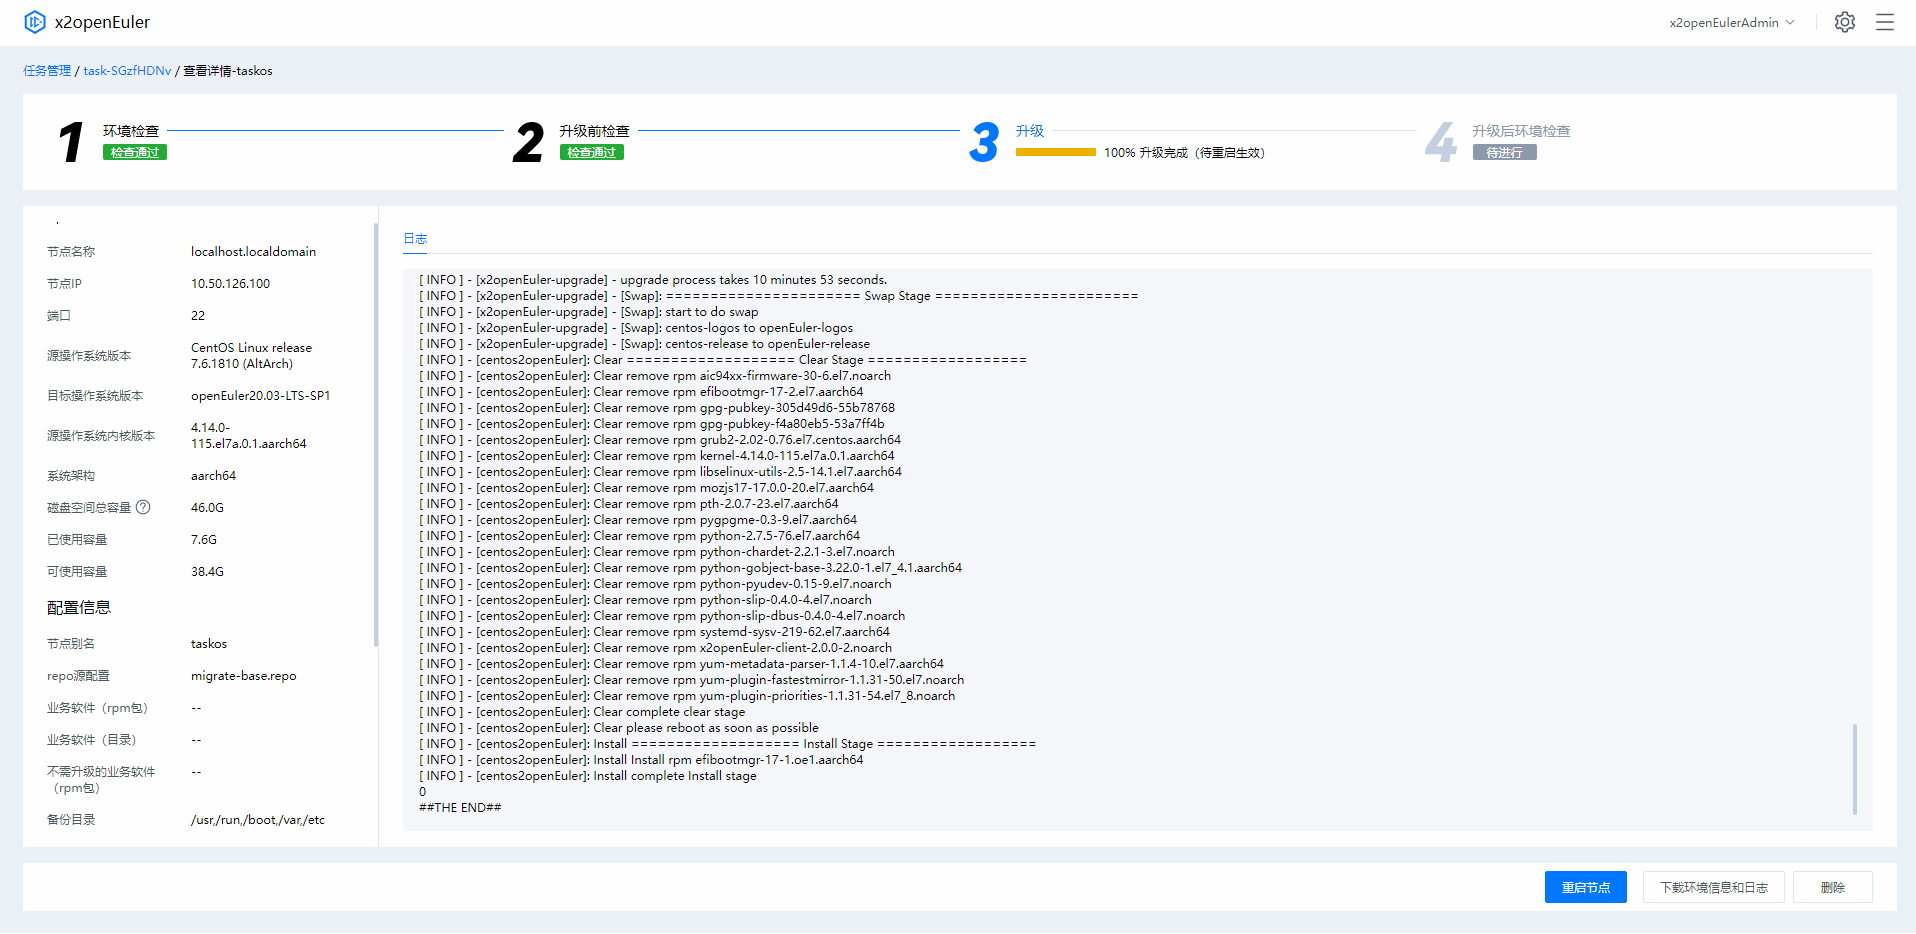 x2openEuler
x2openEulerAdmin
任务管理 / task-SGzfHDNv / 查看详情-taskos
1 环境检查
检查通过
2 升级前检查
检查通过
3 升级
100% 升级完成（待重启生效）
4 升级后环境检查
待进行
节点名称 localhost.localdomain
节点IP 10.50.126.100
端口 22
源操作系统版本 CentOS Linux release
7.6.1810 (AltArch)
目标操作系统版本 openEuler20.03-LTS-SP1
源操作系统内核版本 4.14.0-
115.el7a.0.1.aarch64
系统架构 aarch64
磁盘空间总容量 ? 46.0G
已使用容量 7.6G
可使用容量 38.4G
配置信息
节点别名 taskos
repo源配置 migrate-base.repo
业务软件（rpm包） --
业务软件（目录） --
不需升级的业务软件
（rpm包） --
备份目录 /usr,/run,/boot,/var,/etc
日志
[ INFO ] - [x2openEuler-upgrade] - upgrade process takes 10 minutes 53 seconds.
[ INFO ] - [x2openEuler-upgrade] - [Swap]: ====================== Swap Stage =======================
[ INFO ] - [x2openEuler-upgrade] - [Swap]: start to do swap
[ INFO ] - [x2openEuler-upgrade] - [Swap]: centos-logos to openEuler-logos
[ INFO ] - [x2openEuler-upgrade] - [Swap]: centos-release to openEuler-release
[ INFO ] - [centos2openEuler]: Clear =================== Clear Stage ==================
[ INFO ] - [centos2openEuler]: Clear remove rpm aic94xx-firmware-30-6.el7.noarch
[ INFO ] - [centos2openEuler]: Clear remove rpm efibootmgr-17-2.el7.aarch64
[ INFO ] - [centos2openEuler]: Clear remove rpm gpg-pubkey-305d49d6-55b78768
[ INFO ] - [centos2openEuler]: Clear remove rpm gpg-pubkey-f4a80eb5-53a7ff4b
[ INFO ] - [centos2openEuler]: Clear remove rpm grub2-2.02-0.76.el7.centos.aarch64
[ INFO ] - [centos2openEuler]: Clear remove rpm kernel-4.14.0-115.el7a.0.1.aarch64
[ INFO ] - [centos2openEuler]: Clear remove rpm libselinux-utils-2.5-14.1.el7.aarch64
[ INFO ] - [centos2openEuler]: Clear remove rpm mozjs17-17.0.0-20.el7.aarch64
[ INFO ] - [centos2openEuler]: Clear remove rpm pth-2.0.7-23.el7.aarch64
[ INFO ] - [centos2openEuler]: Clear remove rpm pygpgme-0.3-9.el7.aarch64
[ INFO ] - [centos2openEuler]: Clear remove rpm python-2.7.5-76.el7.aarch64
[ INFO ] - [centos2openEuler]: Clear remove rpm python-chardet-2.2.1-3.el7.noarch
[ INFO ] - [centos2openEuler]: Clear remove rpm python-gobject-base-3.22.0-1.el7_4.1.aarch64
[ INFO ] - [centos2openEuler]: Clear remove rpm python-pyudev-0.15-9.el7.noarch
[ INFO ] - [centos2openEuler]: Clear remove rpm python-slip-0.4.0-4.el7.noarch
[ INFO ] - [centos2openEuler]: Clear remove rpm python-slip-dbus-0.4.0-4.el7.noarch
[ INFO ] - [centos2openEuler]: Clear remove rpm systemd-sysv-219-62.el7.aarch64
[ INFO ] - [centos2openEuler]: Clear remove rpm x2openEuler-client-2.0.0-2.noarch
[ INFO ] - [centos2openEuler]: Clear remove rpm yum-metadata-parser-1.1.4-10.el7.aarch64
[ INFO ] - [centos2openEuler]: Clear remove rpm yum-plugin-fastestmirror-1.1.31-50.el7.noarch
[ INFO ] - [centos2openEuler]: Clear remove rpm yum-plugin-priorities-1.1.31-54.el7_8.noarch
[ INFO ] - [centos2openEuler]: Clear complete clear stage
[ INFO ] - [centos2openEuler]: Clear please reboot as soon as possible
[ INFO ] - [centos2openEuler]: Install =================== Install Stage ==================
[ INFO ] - [centos2openEuler]: Install Install rpm efibootmgr-17-1.oe1.aarch64
[ INFO ] - [centos2openEuler]: Install complete Install stage
0
##THE END##
重启节点
下载环境信息和日志
删除